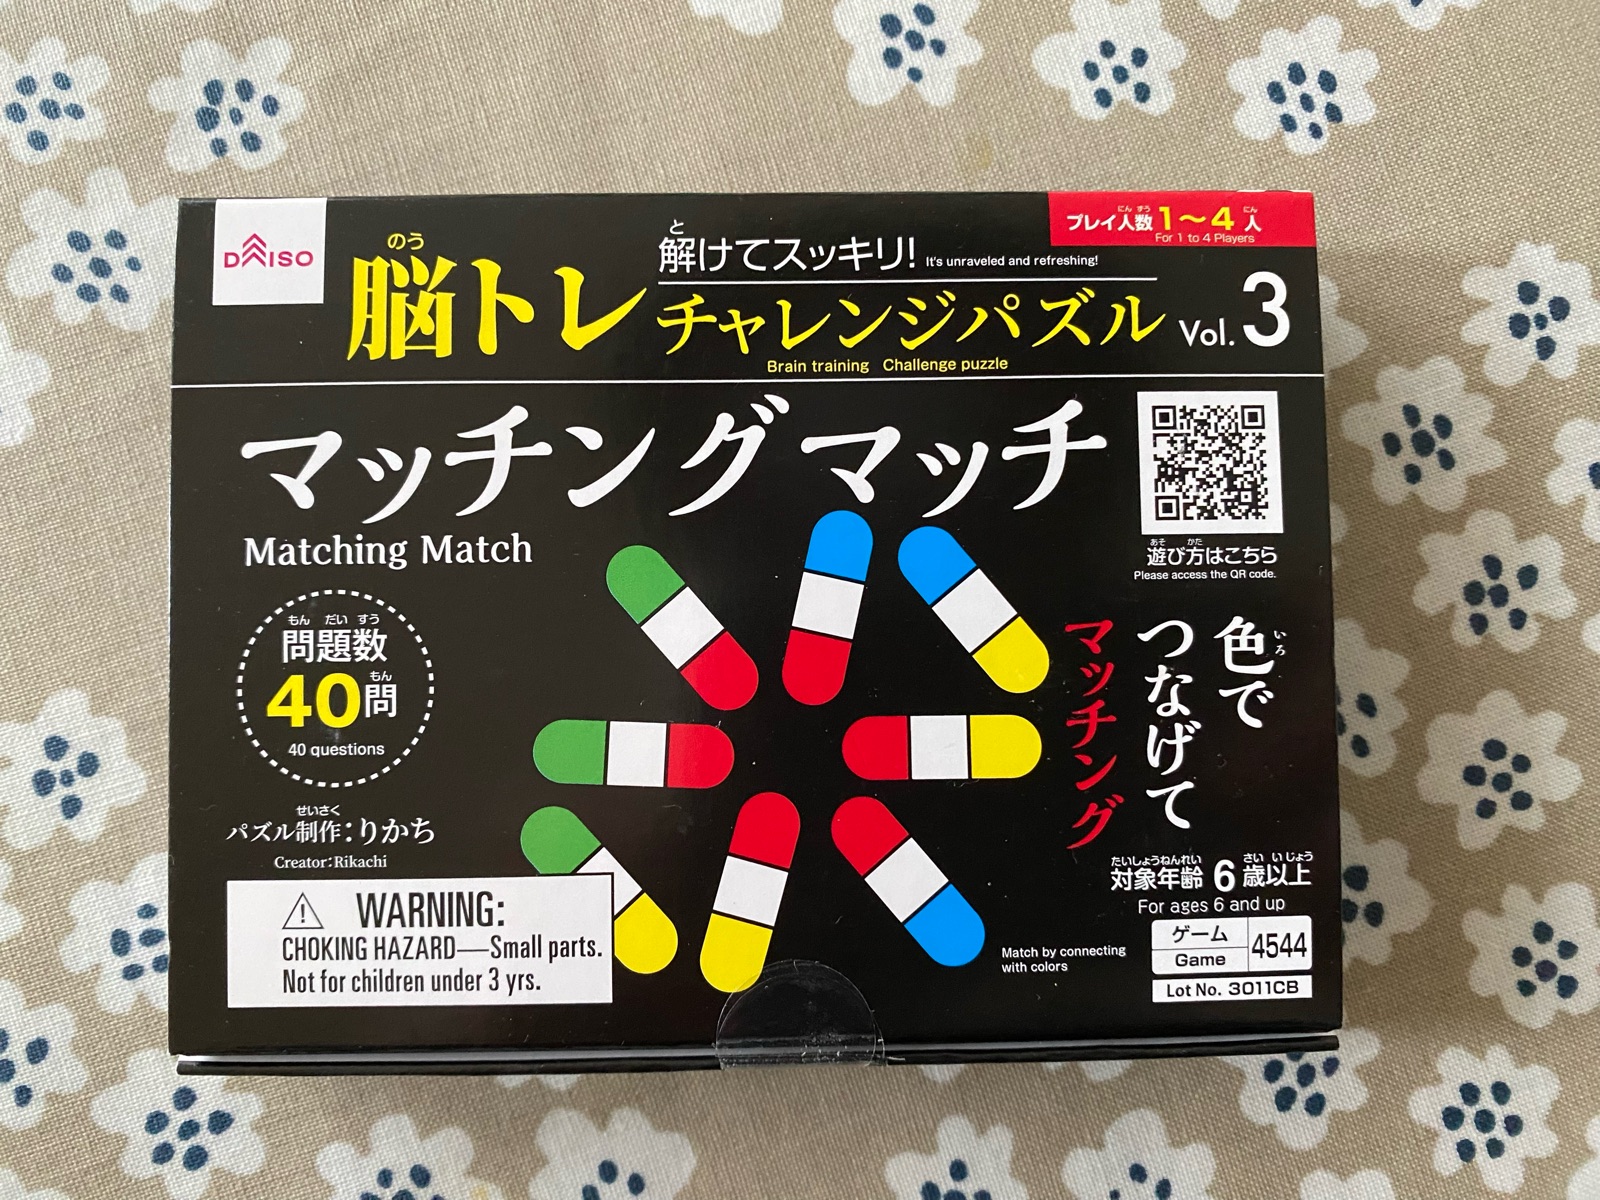 DAISO
のう
脳トレ
と
解けてスッキリ! It's unraveled and refreshing!
チャレンジパズル Vol.3
Brain training Challenge puzzle
にん ずう にん
プレイ人数1〜4人
For 1 to 4 Players
マッチングマッチ
Matching Match
あそ かた
遊び方はこちら
Please access the QR code.
もん だい すう
問題数
もん
40問
40 questions
いろ
色で
つなげて
マッチング
せいさく
パズル制作:りかち
Creator:Rikachi
WARNING:
CHOKING HAZARD—Small parts.
Not for children under 3 yrs.
Match by connecting
with colors
たいしょうねんれい さい いじょう
対象年齢 6歳以上
For ages 6 and up
ゲーム
Game
4544
Lot No. 3011CB